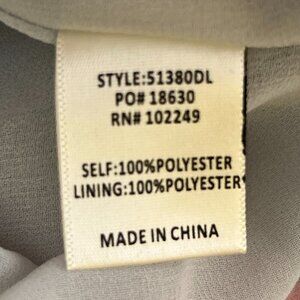 STYLE:51380DL
PO# 18630
RN# 102249
SELF:100%POLYESTER
LINING:100%POLYESTER
MADE IN CHINA